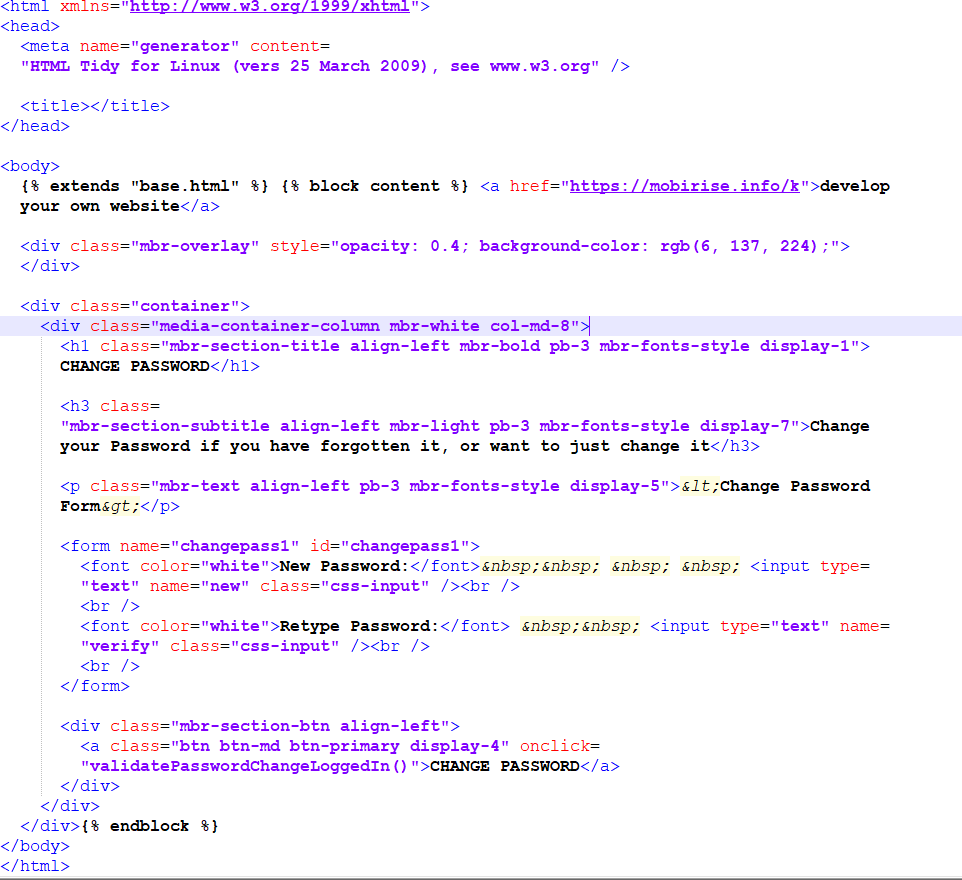 <html xmlns="http://www.w3.org/1999/xhtml">
<head>
  <meta name="generator" content=
  "HTML Tidy for Linux (vers 25 March 2009), see www.w3.org" />

  <title></title>
</head>

<body>
  {% extends "base.html" %} {% block content %} <a href="https://mobirise.info/k">develop
  your own website</a>

  <div class="mbr-overlay" style="opacity: 0.4; background-color: rgb(6, 137, 224);">
  </div>

  <div class="container">
    <div class="media-container-column mbr-white col-md-8">
      <h1 class="mbr-section-title align-left mbr-bold pb-3 mbr-fonts-style display-1">
      CHANGE PASSWORD</h1>

      <h3 class=
      "mbr-section-subtitle align-left mbr-light pb-3 mbr-fonts-style display-7">Change
      your Password if you have forgotten it, or want to just change it</h3>

      <p class="mbr-text align-left pb-3 mbr-fonts-style display-5">&lt;Change Password
      Form&gt;</p>

      <form name="changepass1" id="changepass1">
        <font color="white">New Password:</font>&nbsp;&nbsp; &nbsp; &nbsp; <input type=
        "text" name="new" class="css-input" /><br />
        <br />
        <font color="white">Retype Password:</font> &nbsp;&nbsp; <input type="text" name=
        "verify" class="css-input" /><br />
        <br />
      </form>

      <div class="mbr-section-btn align-left">
        <a class="btn btn-md btn-primary display-4" onclick=
        "validatePasswordChangeLoggedIn()">CHANGE PASSWORD</a>
      </div>
    </div>
  </div>{% endblock %}
</body>
</html>